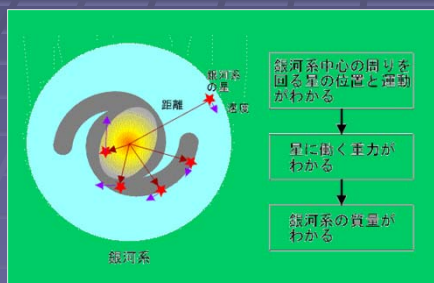 銀河系
の星
距離
速度
銀河系
銀河系中心の周りを
回る星の位置と運動
がわかる
星に働く重力が
わかる
銀河系の質量が
わかる